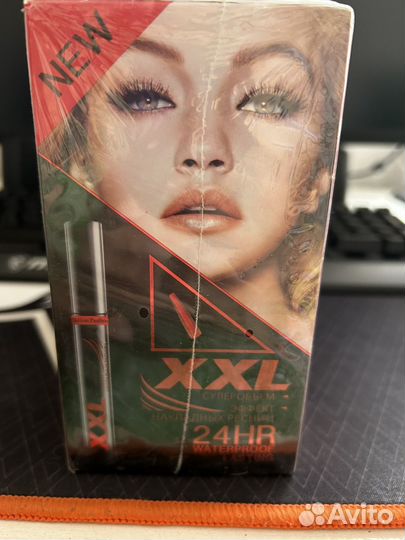 NEW
XXL
СУПЕРОБЪЕМ
ЭФФЕКТ
НАКЛАДНЫХ РЕСНИЦ
24HR
WATERPROOF
XXL
Avito